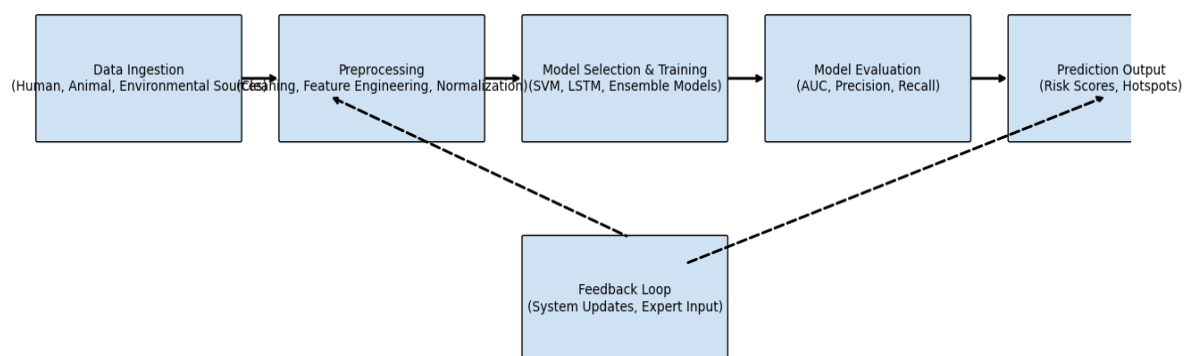 Data Ingestion
(Human, Animal, Environmental Sources)
Preprocessing
(Cleaning, Feature Engineering, Normalization)
Model Selection & Training
(SVM, LSTM, Ensemble Models)
Model Evaluation
(AUC, Precision, Recall)
Prediction Output
(Risk Scores, Hotspots)
Feedback Loop
(System Updates, Expert Input)